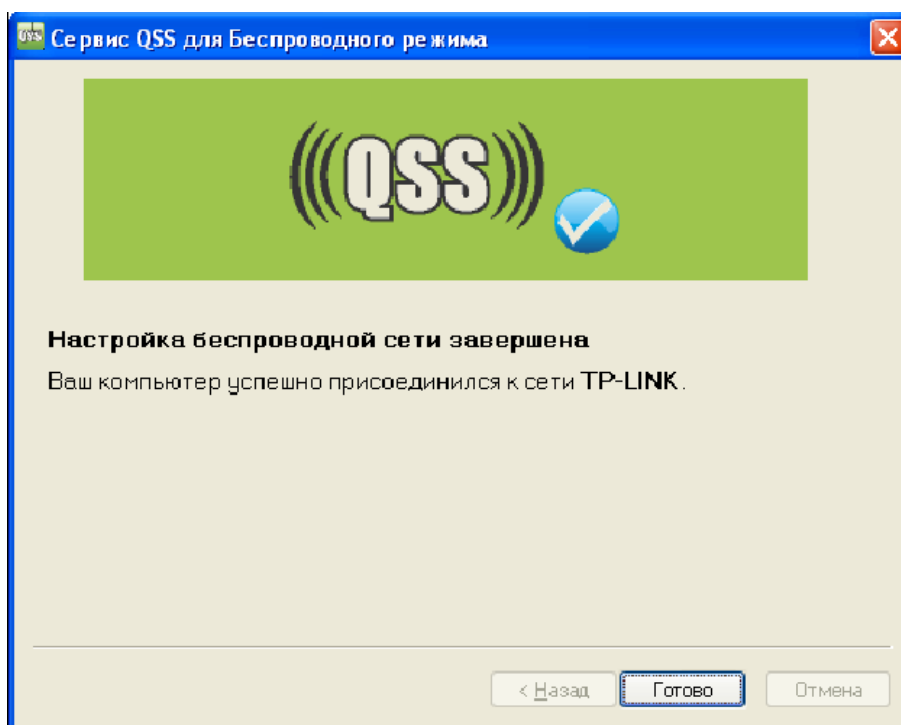 Сервис QSS для Беспроводного режима
(((QSS)))
Настройка беспроводной сети завершена
Ваш компьютер успешно присоединился к сети TP-LINK.
< Назад Готово Отмена